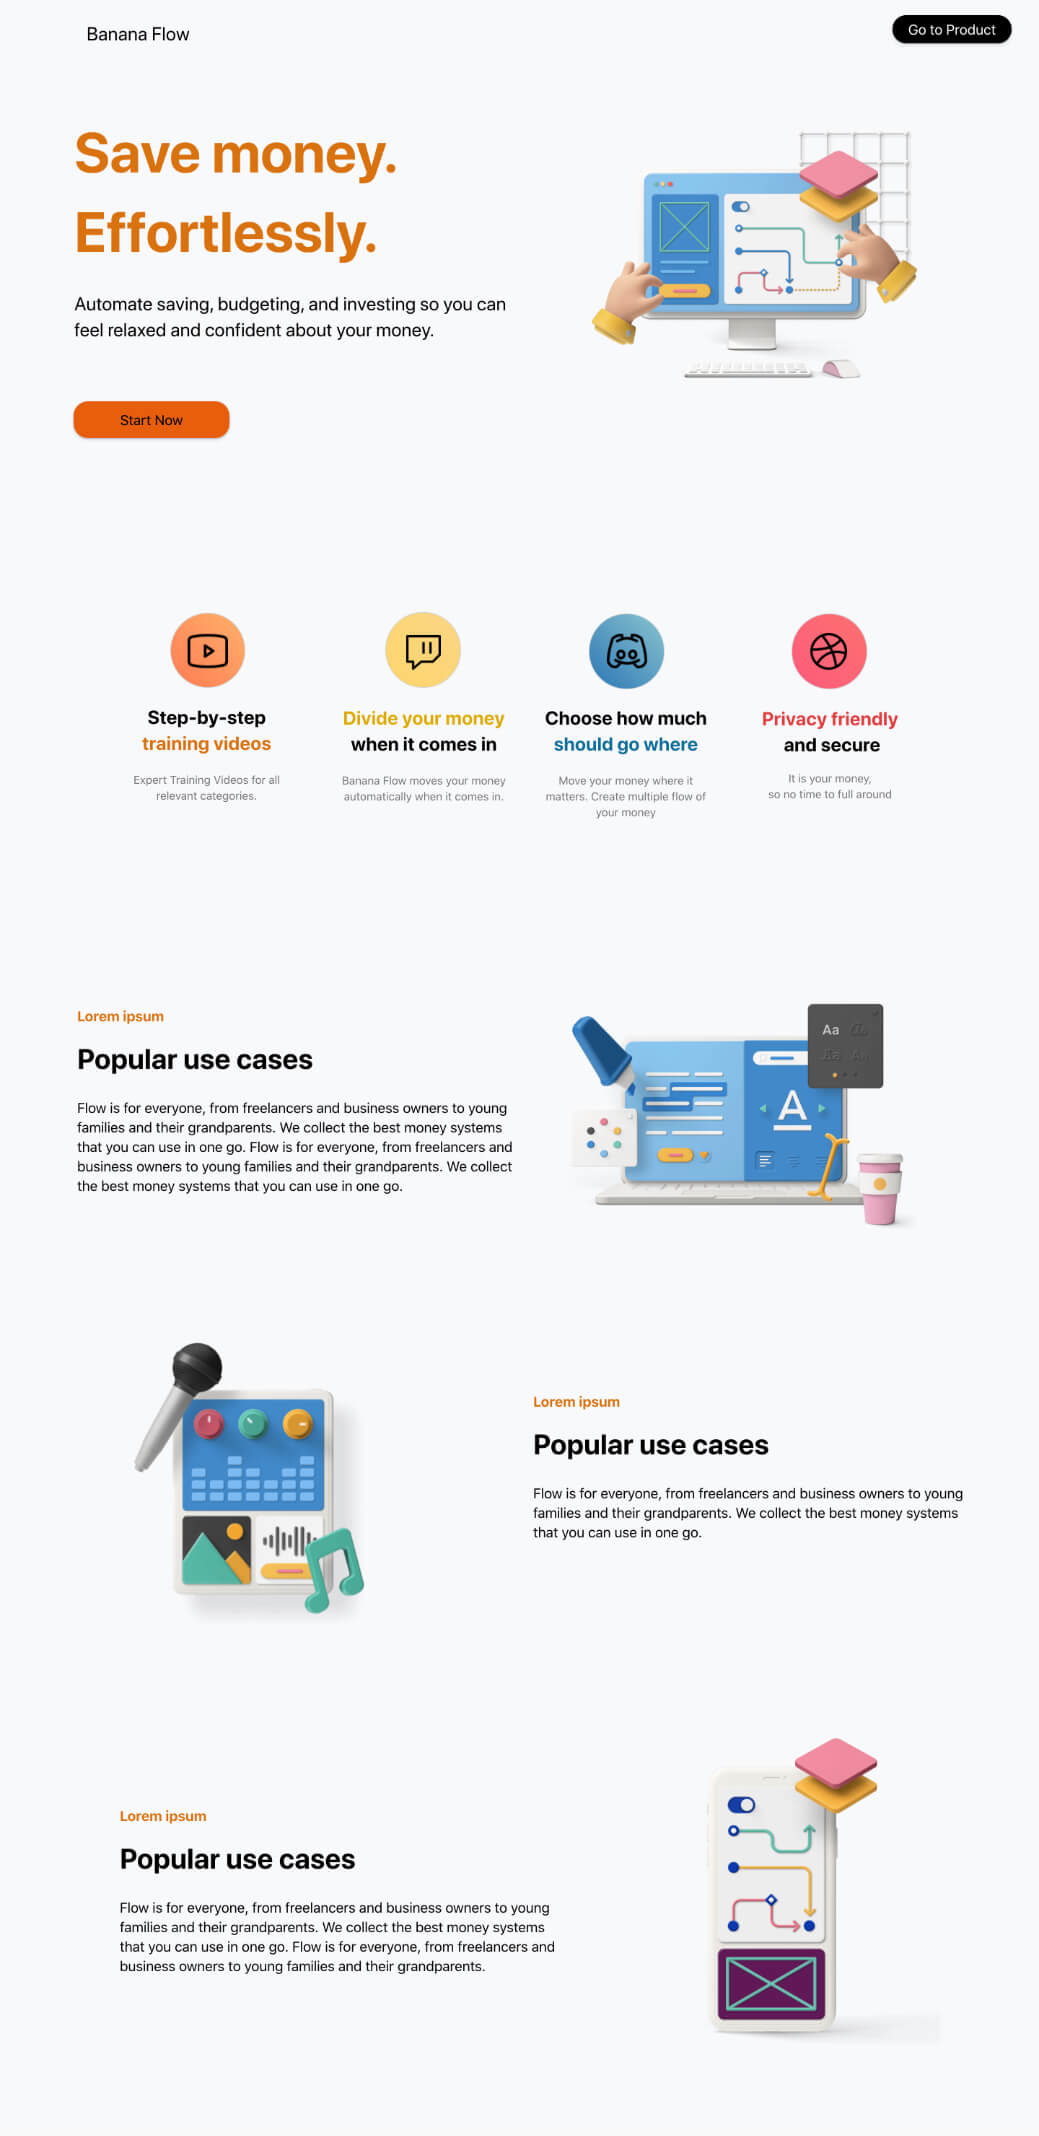 Banana Flow
Go to Product
Save money.
Effortlessly.
Automate saving, budgeting, and investing so you can
feel relaxed and confident about your money.
Start Now
Step-by-step
training videos
Expert Training Videos for all
relevant categories.
Divide your money
when it comes in
Banana Flow moves your money
automatically when it comes in.
Choose how much
should go where
Move your money where it
matters. Create multiple flow of
your money
Privacy friendly
and secure
It is your money,
so no time to full around
Lorem ipsum
Popular use cases
Flow is for everyone, from freelancers and business owners to young
families and their grandparents. We collect the best money systems
that you can use in one go. Flow is for everyone, from freelancers and
business owners to young families and their grandparents. We collect
the best money systems that you can use in one go.
Aa
Aa
Aa
Aa
A
Lorem ipsum
Popular use cases
Flow is for everyone, from freelancers and business owners to young
families and their grandparents. We collect the best money systems
that you can use in one go.
Lorem ipsum
Popular use cases
Flow is for everyone, from freelancers and business owners to young
families and their grandparents. We collect the best money systems
that you can use in one go. Flow is for everyone, from freelancers and
business owners to young families and their grandparents.